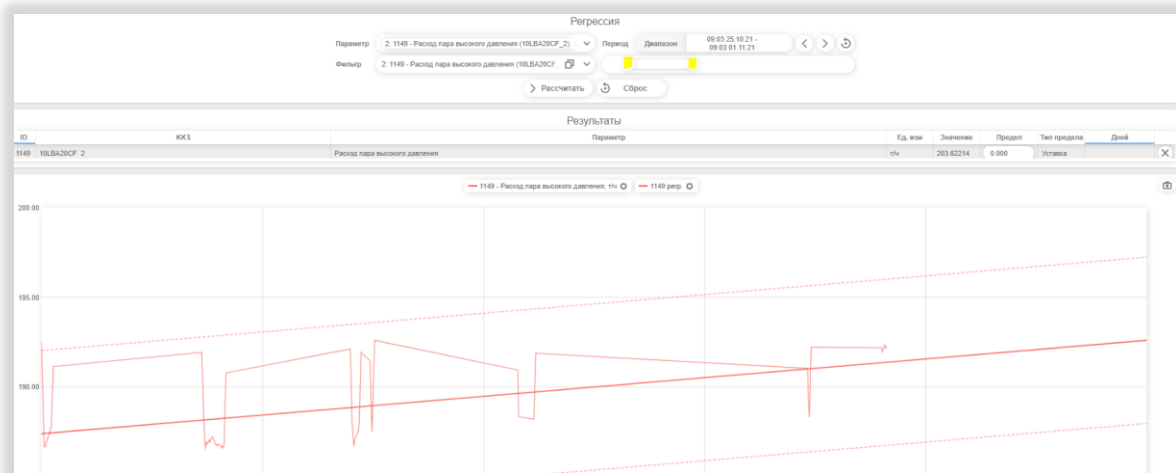 Регрессия
Параметр 2: 1149 - Расход пара высокого давления (10LBA20CF_2), Период Диапазон 09:03 25.10.21 - 09:03 01.11.21
Фильтр 2: 1149 - Расход пара высокого давления (10LBA20CF_
Рассчитать Сброс
Результаты
ID KKS Параметр Ед. изм Значение Предел Тип предела Дней
1149 10LBA20CF_2 Расход пара высокого давления т/ч 203.62214 0.000 Уставка
1149 - Расход пара высокого давления, т/ч 1149 регр.
200.00
195.00
190.00